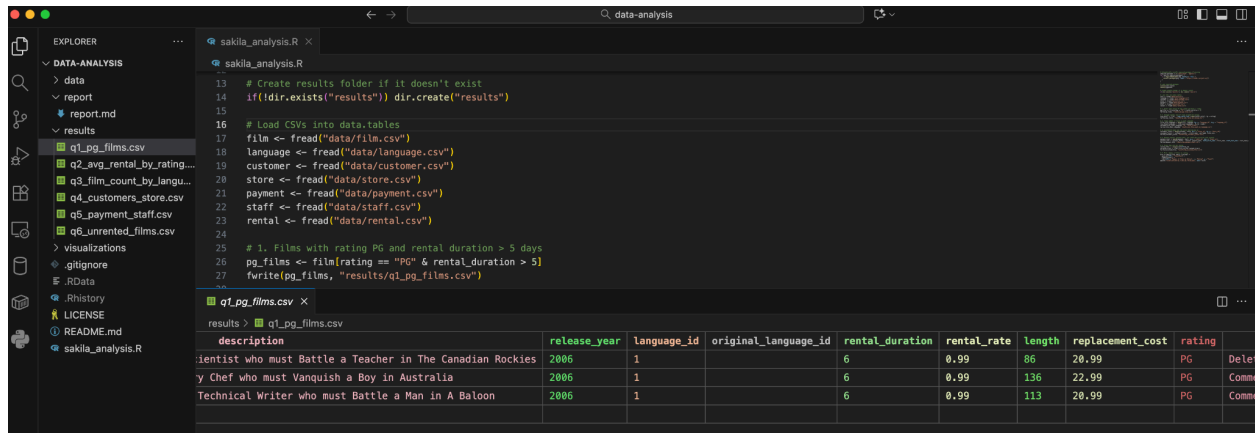 data-analysis
EXPLORER
DATA-ANALYSIS
data
report
report.md
results
q1_pg_films.csv
q2_avg_rental_by_rating....
q3_film_count_by_langu...
q4_customers_store.csv
q5_payment_staff.csv
q6_unrented_films.csv
visualizations
.gitignore
.RData
.Rhistory
LICENSE
README.md
sakila_analysis.R
sakila_analysis.R
sakila_analysis.R
13 # Create results folder if it doesn't exist
14 if(!dir.exists("results")) dir.create("results")
15
16 # Load CSVs into data.tables
17 film <- fread("data/film.csv")
18 language <- fread("data/language.csv")
19 customer <- fread("data/customer.csv")
20 store <- fread("data/store.csv")
21 payment <- fread("data/payment.csv")
22 staff <- fread("data/staff.csv")
23 rental <- fread("data/rental.csv")
24
25 # 1. Films with rating PG and rental duration > 5 days
26 pg_films <- film[rating == "PG" & rental_duration > 5]
27 fwrite(pg_films, "results/q1_pg_films.csv")
q1_pg_films.csv
results > q1_pg_films.csv
description release_year language_id original_language_id rental_duration rental_rate length replacement_cost rating
ientist who must Battle a Teacher in The Canadian Rockies 2006 1 6 0.99 86 20.99 PG Dele
y Chef who must Vanquish a Boy in Australia 2006 1 6 0.99 136 22.99 PG Comm
Technical Writer who must Battle a Man in A Baloon 2006 1 6 0.99 113 20.99 PG Comm